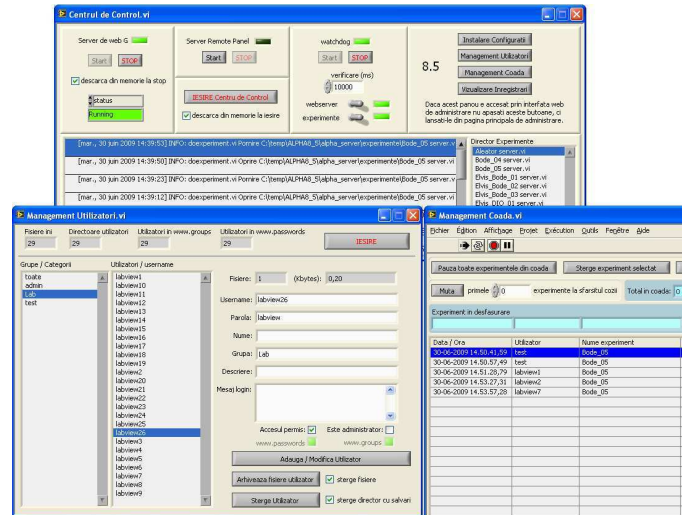 Centrul de Control.vi
Server de web G
Start STOP
descarca din memorie la stop
status
Running
Server Remote Panel
Start STOP
IESIRE Centru de Control
descarca din memorie la iesire
watchdog
Start STOP
verificare (ms)
10000
webserver
experimente
8.5
Instalare Configuratii
Management Utilizatori
Management Coada
Vizualizare Inregistrari
Daca acest panou e accesat prin interfata web
de administrare nu apasati aceste butoane, ci
lansati-le din pagina principala de administrare.
[mar., 30 juin 2009 14:39:53] INFO: doexperiment.vi Pornire C:\temp\ALPHA8_5\alpha_server\experimente\Bode_05 server.vi
[mar., 30 juin 2009 14:39:50] INFO: doexperiment.vi Oprire C:\temp\ALPHA8_5\alpha_server\experimente\Bode_05 server.vi
[mar., 30 juin 2009 14:39:23] INFO: doexperiment.vi Pornire C:\temp\ALPHA8_5\alpha_server\experimente\Bode_05 server.vi
[mar., 30 juin 2009 14:39:12] INFO: doexperiment.vi Oprire C:\temp\ALPHA8_5\alpha_server\experimente\Bode_05 server.vi
Director Experimente
Aleator server.vi
Bode_04 server.vi
Bode_05 server.vi
Elvis_Bode_01 server.vi
Elvis_Bode_02 server.vi
Elvis_Bode_03 server.vi
Elvis_DIO_01 server.vi
Management Utilizatori.vi
Fisiere ini
29
Directoare utilizatori
29
Utilizatori in www.groups
29
Utilizatori in www.passwords
29
IESIRE
Grupe / Categorii
toate
admin
Lab
test
Utilizatori / username
labview1
labview10
labview11
labview12
labview13
labview14
labview15
labview16
labview17
labview18
labview19
labview2
labview20
labview21
labview22
labview23
labview24
labview25
labview26
labview3
labview4
labview5
labview6
labview7
labview8
labview9
Fisiere: 1 (Kbytes): 0,20
Username: labview26
Parola: labview
Nume:
Grupa: Lab
Descriere:
Mesaj login:
Accesul permis: Este administrator:
www.passwords www.groups
Adauga / Modifica Utilizator
Arhiveaza fisiere utilizator sterge fisiere
Sterge Utilizator sterge director cu salvari
Management Coada.vi
Fichier Édition Affichage Projet Exécution Outils Fenêtre Aide
Pauza toate experimentele din coada Sterge experiment selectat
Muta primele 0 experimente la sfarsitul cozii Total in coada: 0
Experiment in desfasurare
Data / Ora Utilizator Nume experiment
30-06-2009 14.50.41,59 test Bode_05
30-06-2009 14.50.57,49 test Bode_05
30-06-2009 14.51.28,79 labview1 Bode_05
30-06-2009 14.53.27,31 labview2 Bode_05
30-06-2009 14.53.57,28 labview7 Bode_05